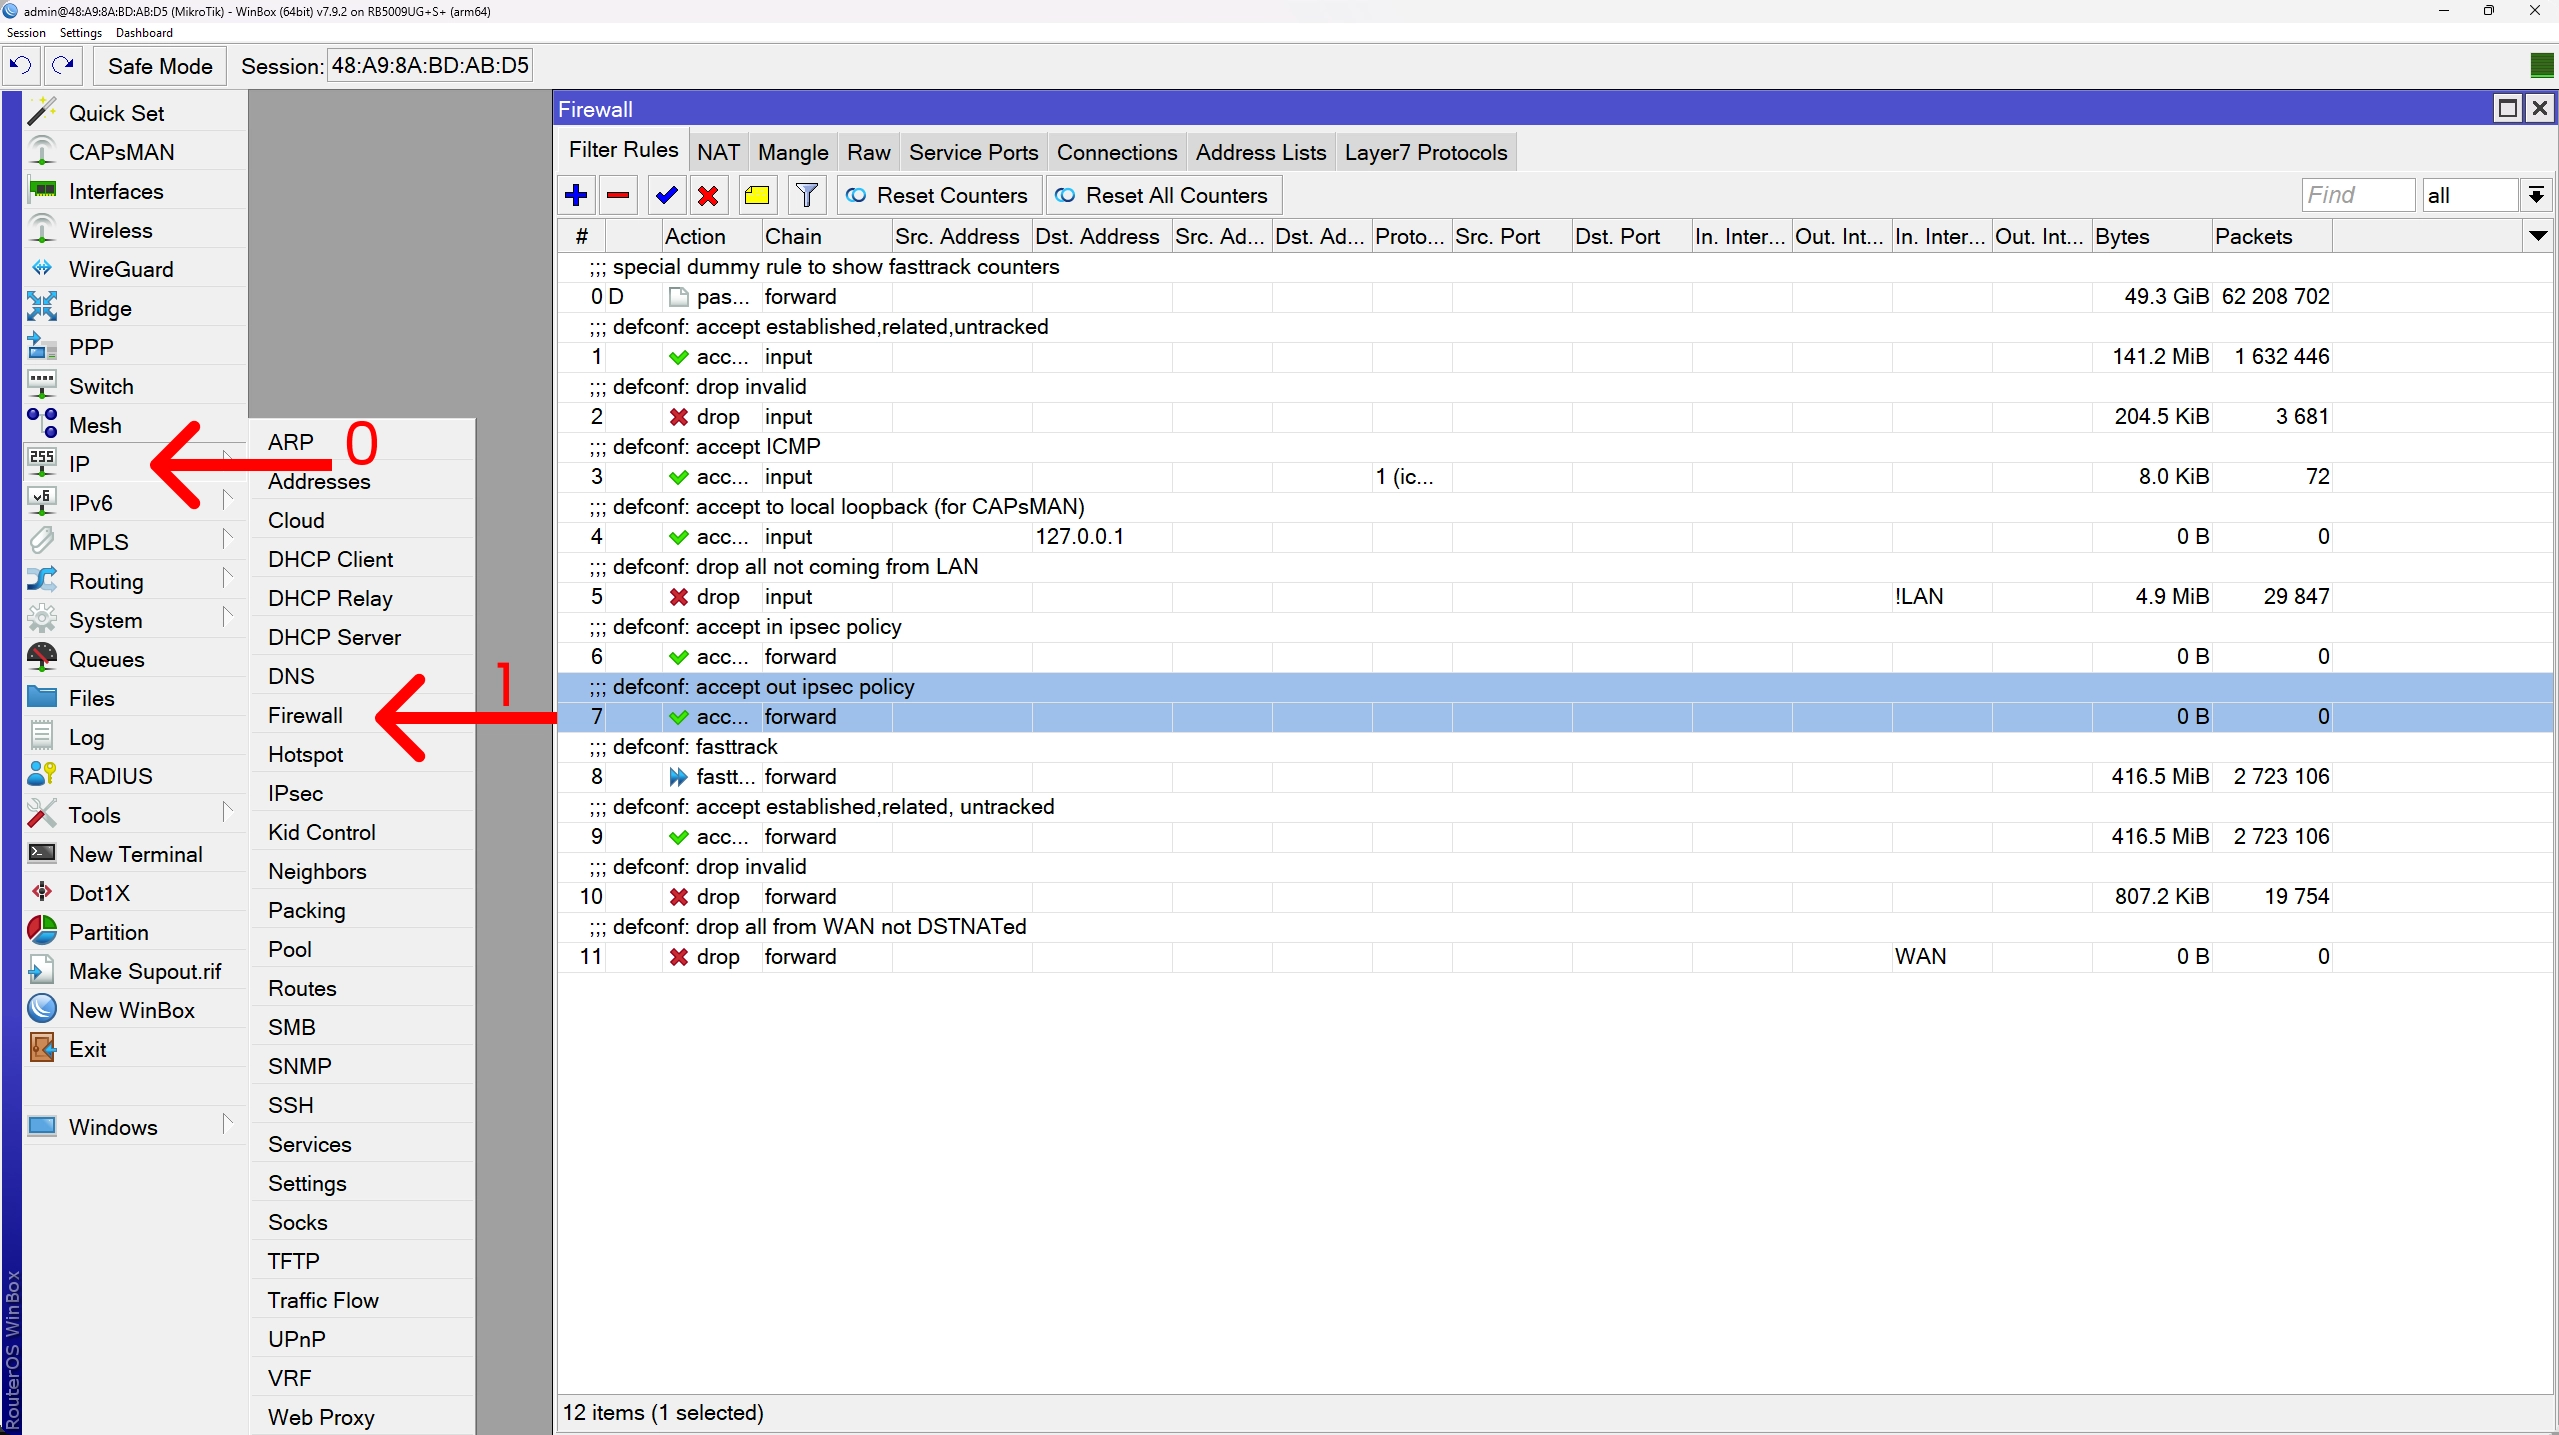 admin@48:A9:8A:BD:AB:D5 (MikroTik) - WinBox (64bit) v7.9.2 on RB5009UG+S+ (arm64)
Session Settings Dashboard
Safe Mode Session: 48:A9:8A:BD:AB:D5
Quick Set
CAPsMAN
Interfaces
Wireless
WireGuard
Bridge
PPP
Switch
Mesh
IP
IPv6
MPLS
Routing
System
Queues
Files
Log
RADIUS
Tools
New Terminal
Dot1X
Partition
Make Supout.rif
New WinBox
Exit
Windows
RouterOS WinBox
0
1
ARP
Addresses
Cloud
DHCP Client
DHCP Relay
DHCP Server
DNS
Firewall
Hotspot
IPsec
Kid Control
Neighbors
Packing
Pool
Routes
SMB
SNMP
SSH
Services
Settings
Socks
TFTP
Traffic Flow
UPnP
VRF
Web Proxy
Firewall
Filter Rules NAT Mangle Raw Service Ports Connections Address Lists Layer7 Protocols
Reset Counters Reset All Counters Find all
# Action Chain Src. Address Dst. Address Src. Ad... Dst. Ad... Proto... Src. Port Dst. Port In. Inter... Out. Int... In. Inter... Out. Int... Bytes Packets
;;; special dummy rule to show fasttrack counters
0 D pas... forward 49.3 GiB 62 208 702
;;; defconf: accept established,related,untracked
1 acc... input 141.2 MiB 1 632 446
;;; defconf: drop invalid
2 drop input 204.5 KiB 3 681
;;; defconf: accept ICMP
3 acc... input 1 (ic... 8.0 KiB 72
;;; defconf: accept to local loopback (for CAPsMAN)
4 acc... input 127.0.0.1 0 B 0
;;; defconf: drop all not coming from LAN
5 drop input !LAN 4.9 MiB 29 847
;;; defconf: accept in ipsec policy
6 acc... forward 0 B 0
;;; defconf: accept out ipsec policy
7 acc... forward 0 B 0
;;; defconf: fasttrack
8 fastt... forward 416.5 MiB 2 723 106
;;; defconf: accept established,related, untracked
9 acc... forward 416.5 MiB 2 723 106
;;; defconf: drop invalid
10 drop forward 807.2 KiB 19 754
;;; defconf: drop all from WAN not DSTNATed
11 drop forward WAN 0 B 0
12 items (1 selected)